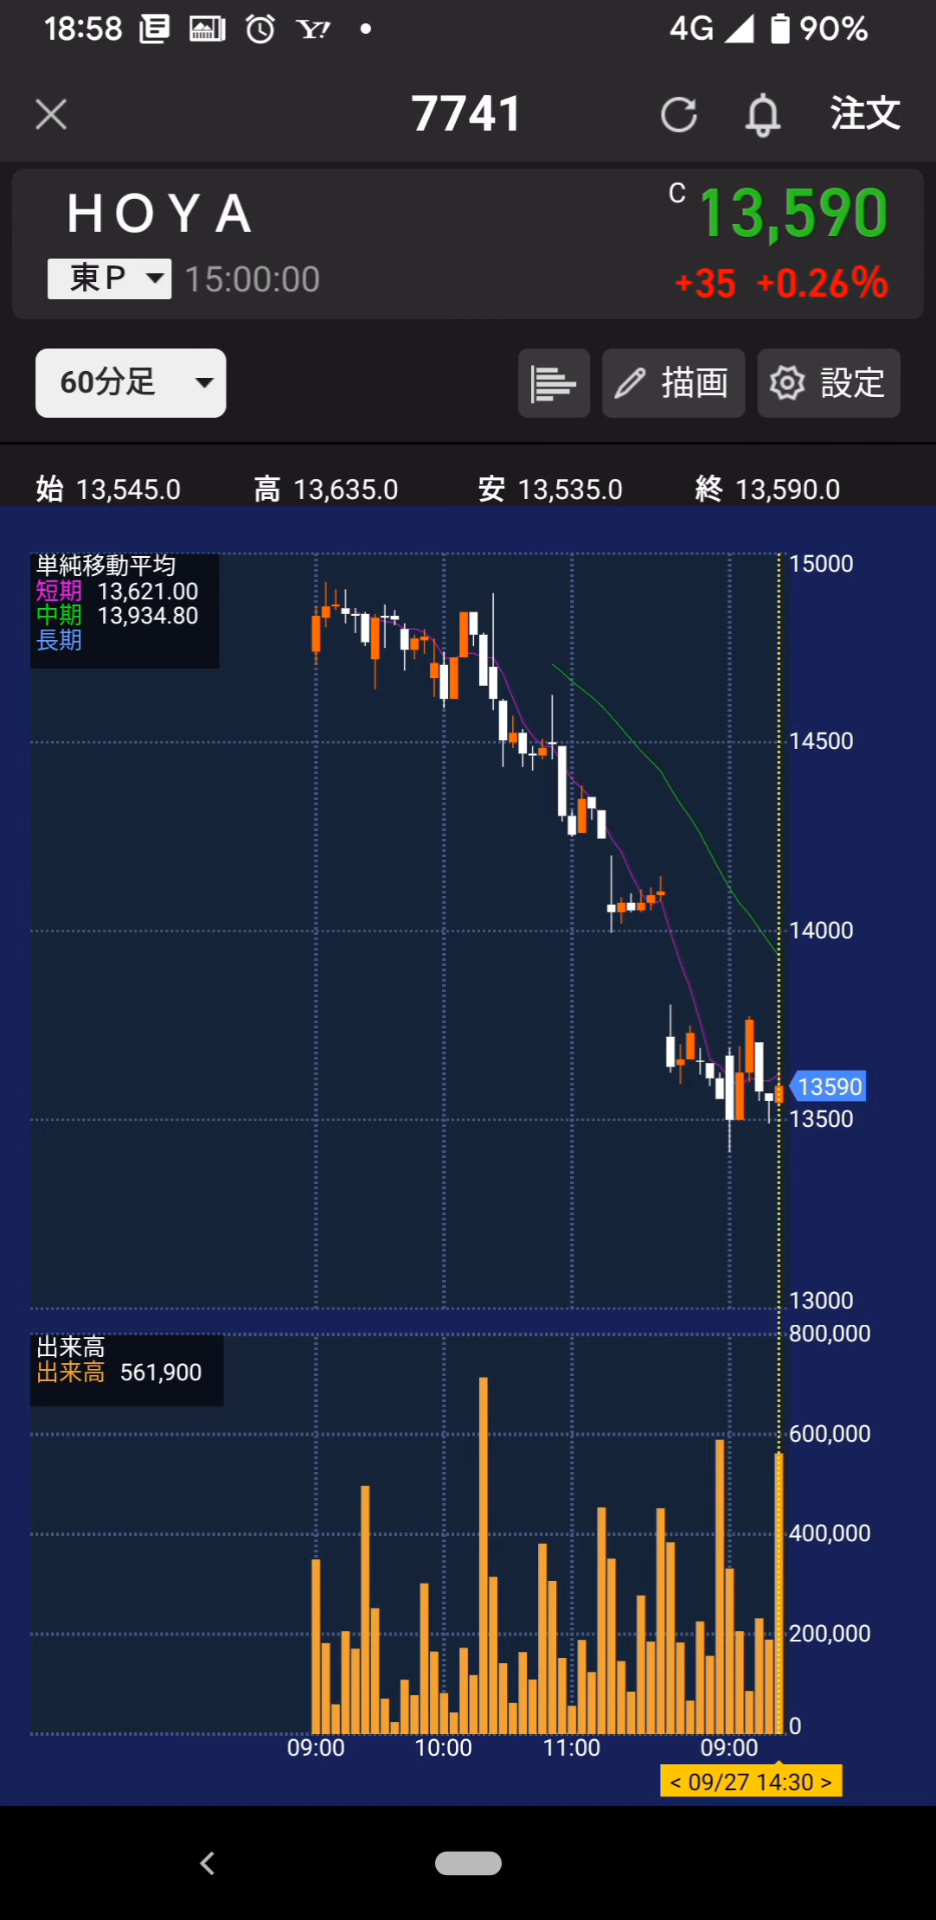 18:58
4G 90%
7741
注文
HOYA
C 13,590
東P 15:00:00
+35 +0.26%
60分足
描画
設定
始 13,545.0 高 13,635.0 安 13,535.0 終 13,590.0
単純移動平均
短期 13,621.00
中期 13,934.80
長期
15000
14500
14000
13590
13500
13000
出来高
出来高 561,900
800,000
600,000
400,000
200,000
0
09:00 10:00 11:00 09:00
< 09/27 14:30 >